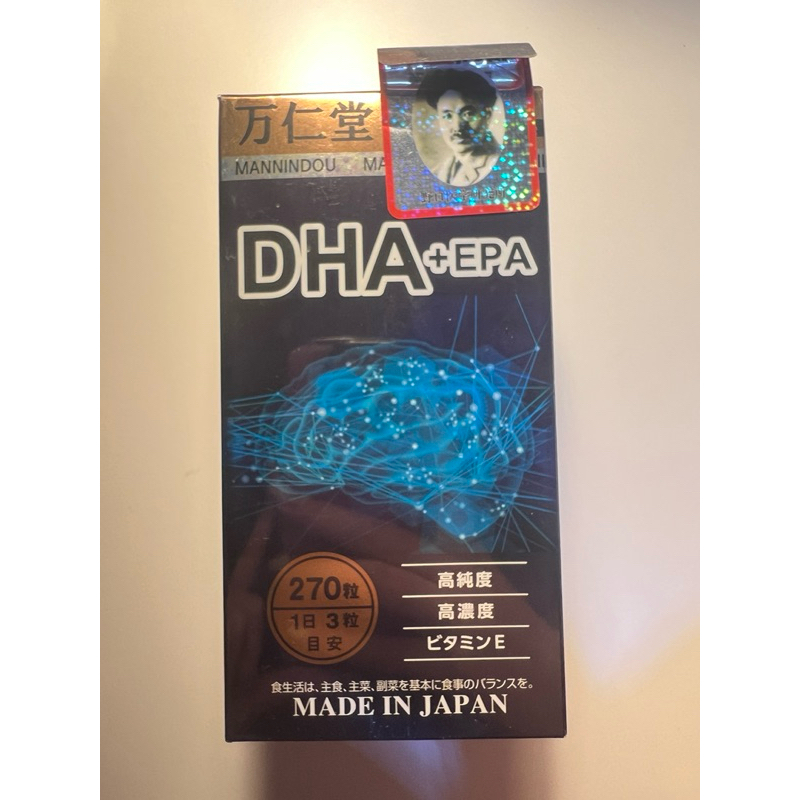 万仁堂
MANNINDOU
DHA+EPA
270粒
1日 3粒
目安
高純度
高濃度
ビタミンE
食生活は、主食、主菜、副菜を基本に食事のバランスを。
MADE IN JAPAN